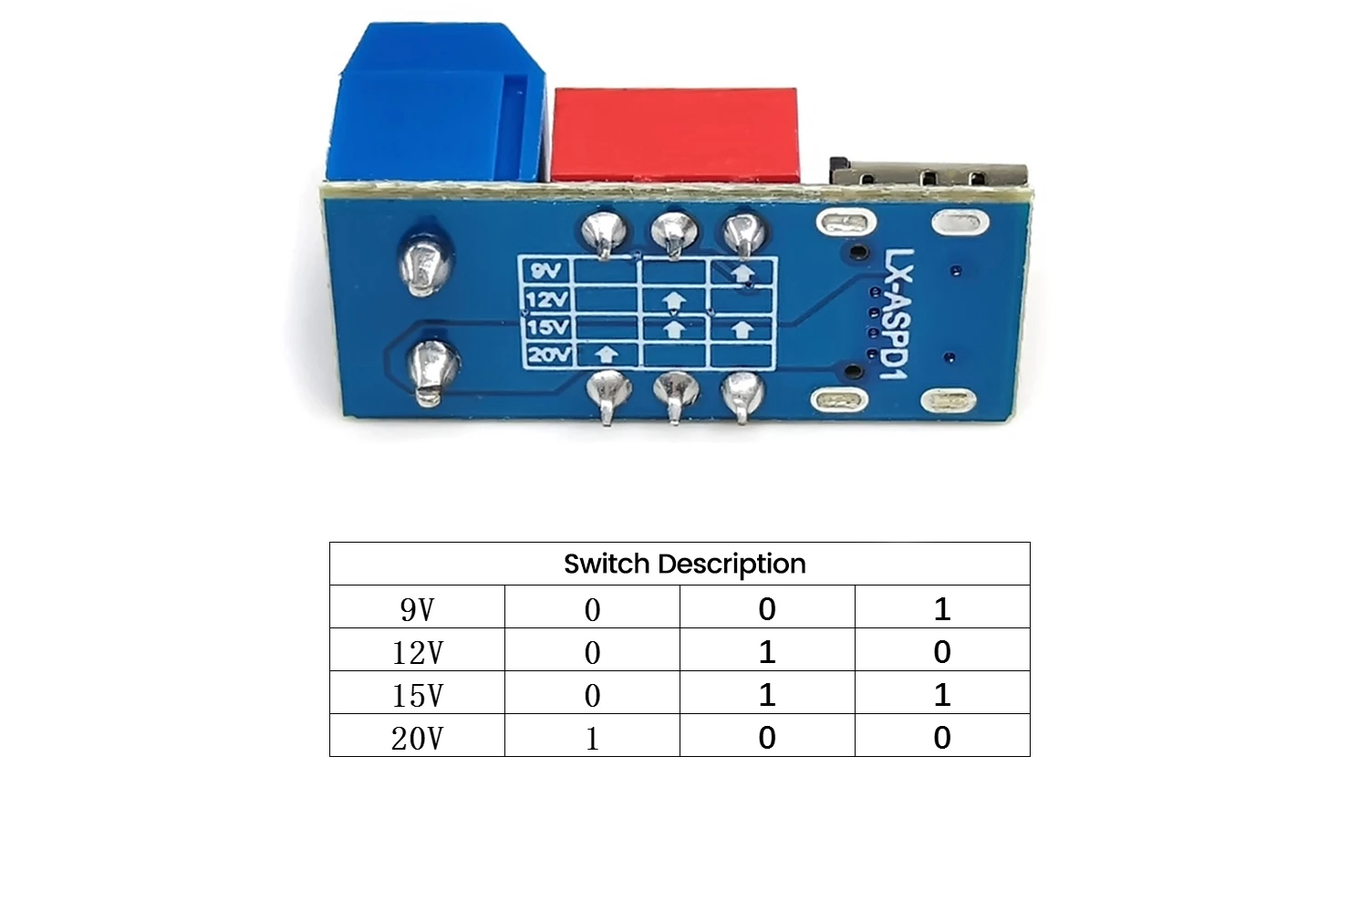 9V ⬆
12V ⬆
15V ⬆ ⬆
20V ⬆
LX-ASPD1
Switch Description
9V 0 0 1
12V 0 1 0
15V 0 1 1
20V 1 0 0